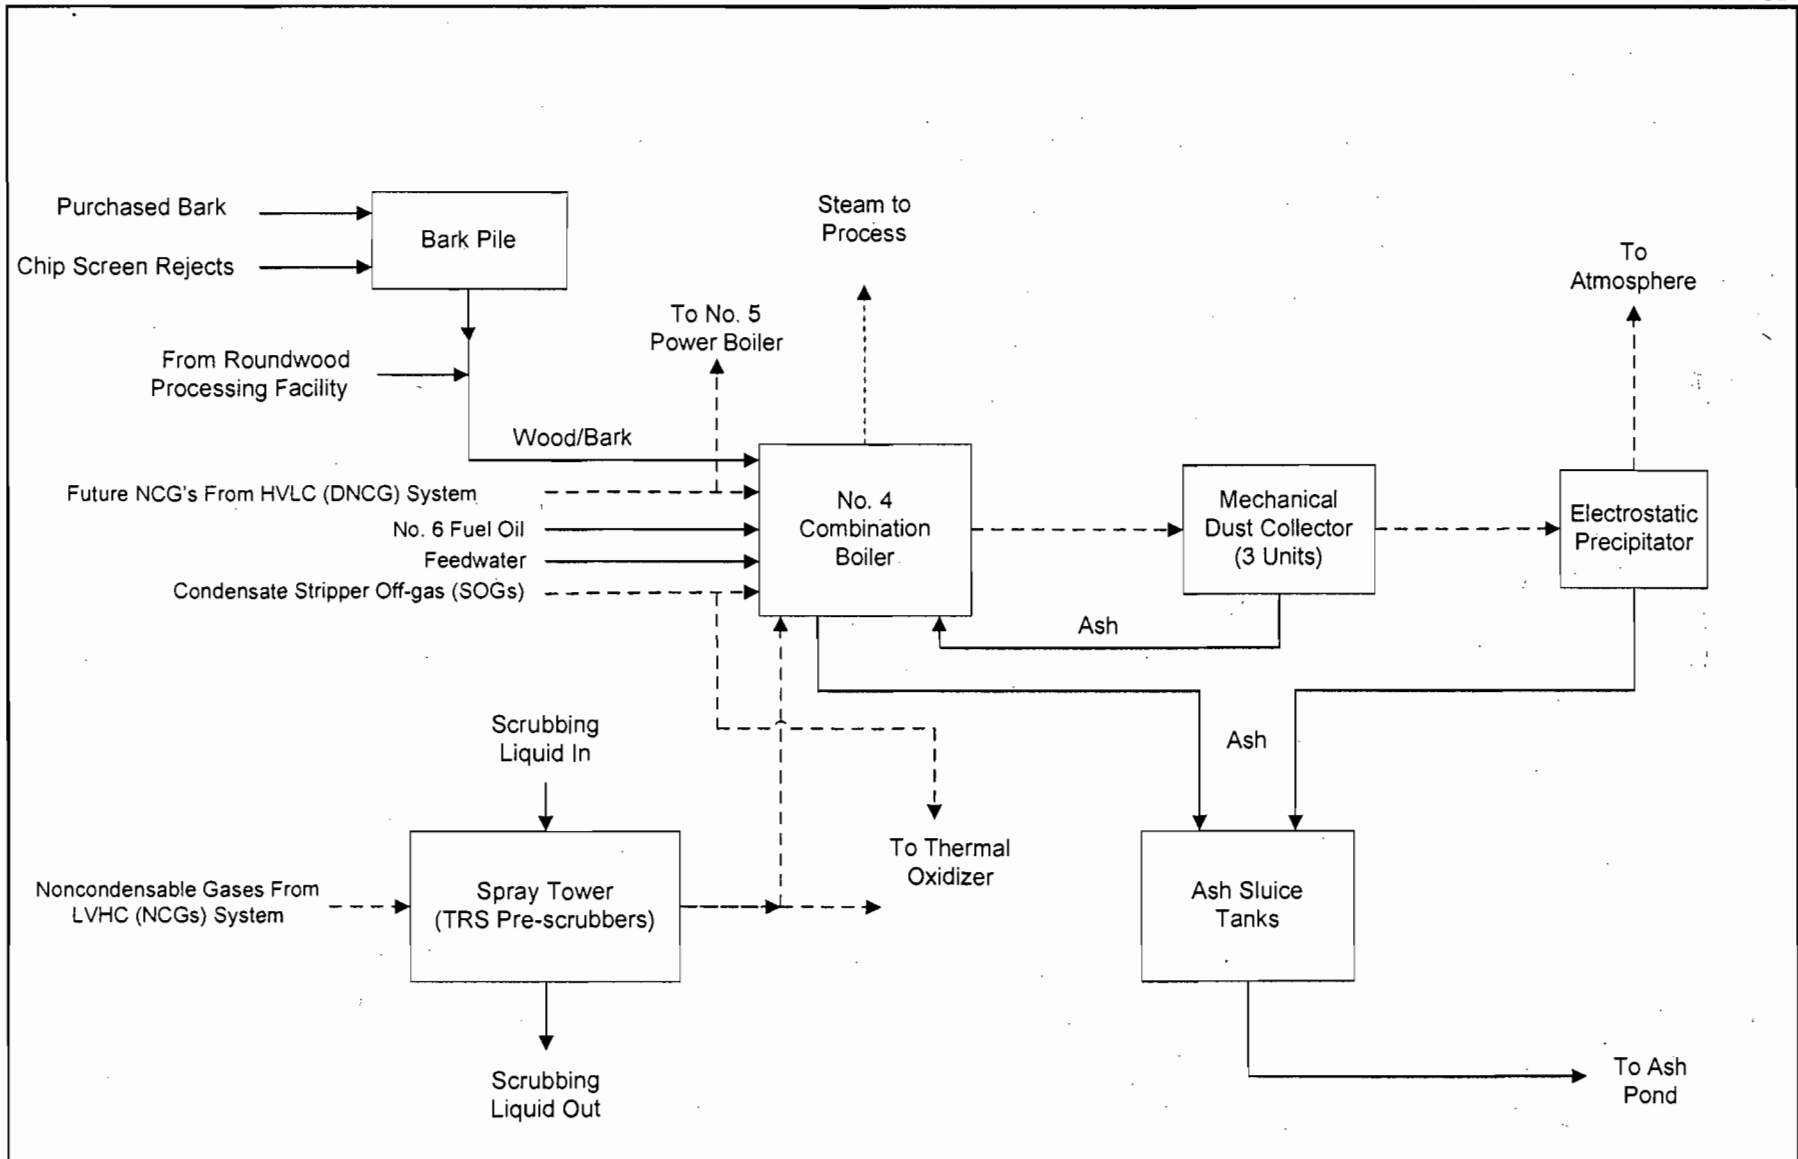 Purchased Bark
Chip Screen Rejects
Bark Pile
Steam to
Process
To
Atmosphere
To No. 5
Power Boiler
From Roundwood
Processing Facility
Wood/Bark
Future NCG's From HVLC (DNCG) System
No. 6 Fuel Oil
Feedwater
Condensate Stripper Off-gas (SOGs)
No. 4
Combination
Boiler
Mechanical
Dust Collector
(3 Units)
Electrostatic
Precipitator
Ash
Scrubbing
Liquid In
Ash
To Thermal
Oxidizer
Noncondensable Gases From
LVHC (NCGs) System
Spray Tower
(TRS Pre-scrubbers)
Ash Sluice
Tanks
Scrubbing
Liquid Out
To Ash
Pond